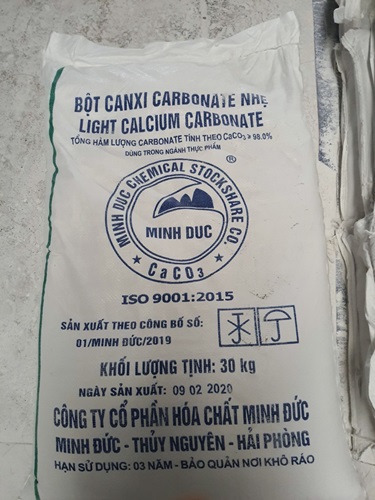 BỘT CANXI CARBONATE NHẸ
LIGHT CALCIUM CARBONATE
TỔNG HÀM LƯỢNG CARBONATE TÍNH THEO CaCO₃ ≥ 98.0%
DÙNG TRONG NGÀNH THỰC PHẨM
®
MINH DUC CHEMICAL STOCKSHARE CO.
MINH DUC
★ CaCO₃ ★
ISO 9001:2015
SẢN XUẤT THEO CÔNG BỐ SỐ:
01/MINH ĐỨC/2019
KHỐI LƯỢNG TỊNH: 30 kg
NGÀY SẢN XUẤT: 09 02 2020
CÔNG TY CỔ PHẦN HÓA CHẤT MINH ĐỨC
MINH ĐỨC - THỦY NGUYÊN - HẢI PHÒNG
HẠN SỬ DỤNG: 03 NĂM - BẢO QUẢN NƠI KHÔ RÁO